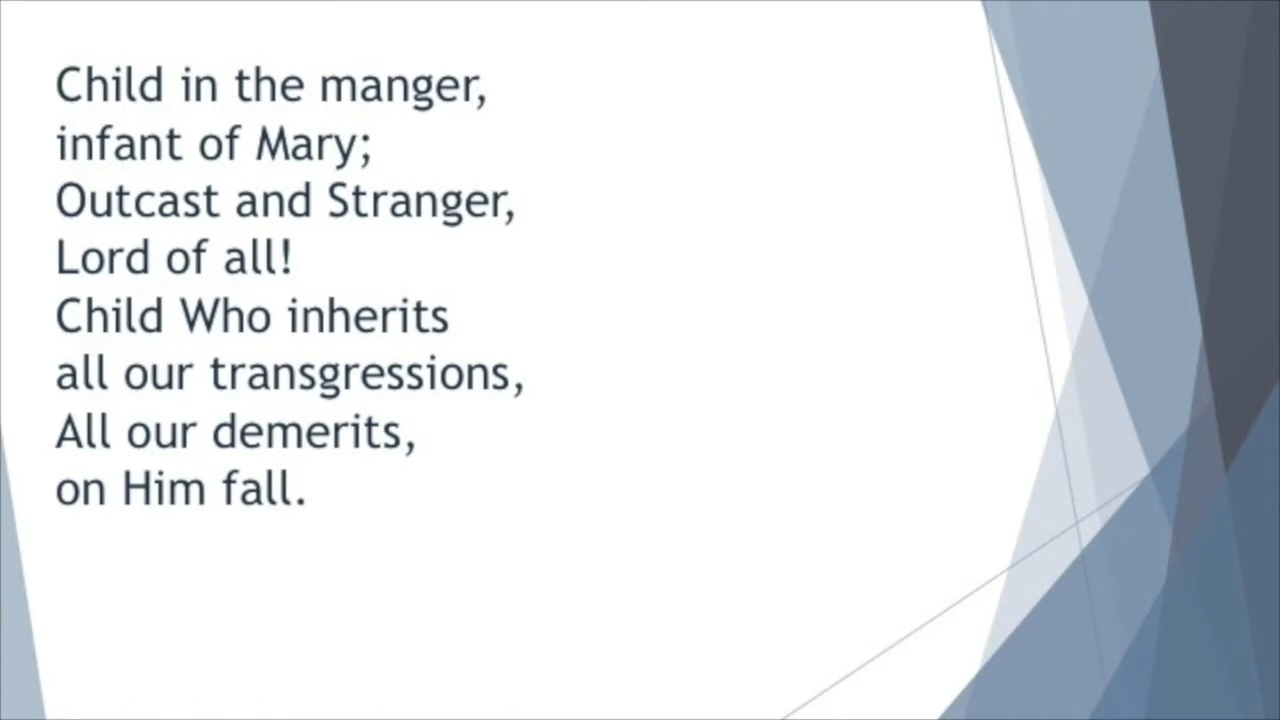 Child in the manger,
infant of Mary;
Outcast and Stranger,
Lord of all!
Child Who inherits
all our transgressions,
All our demerits,
on Him fall.